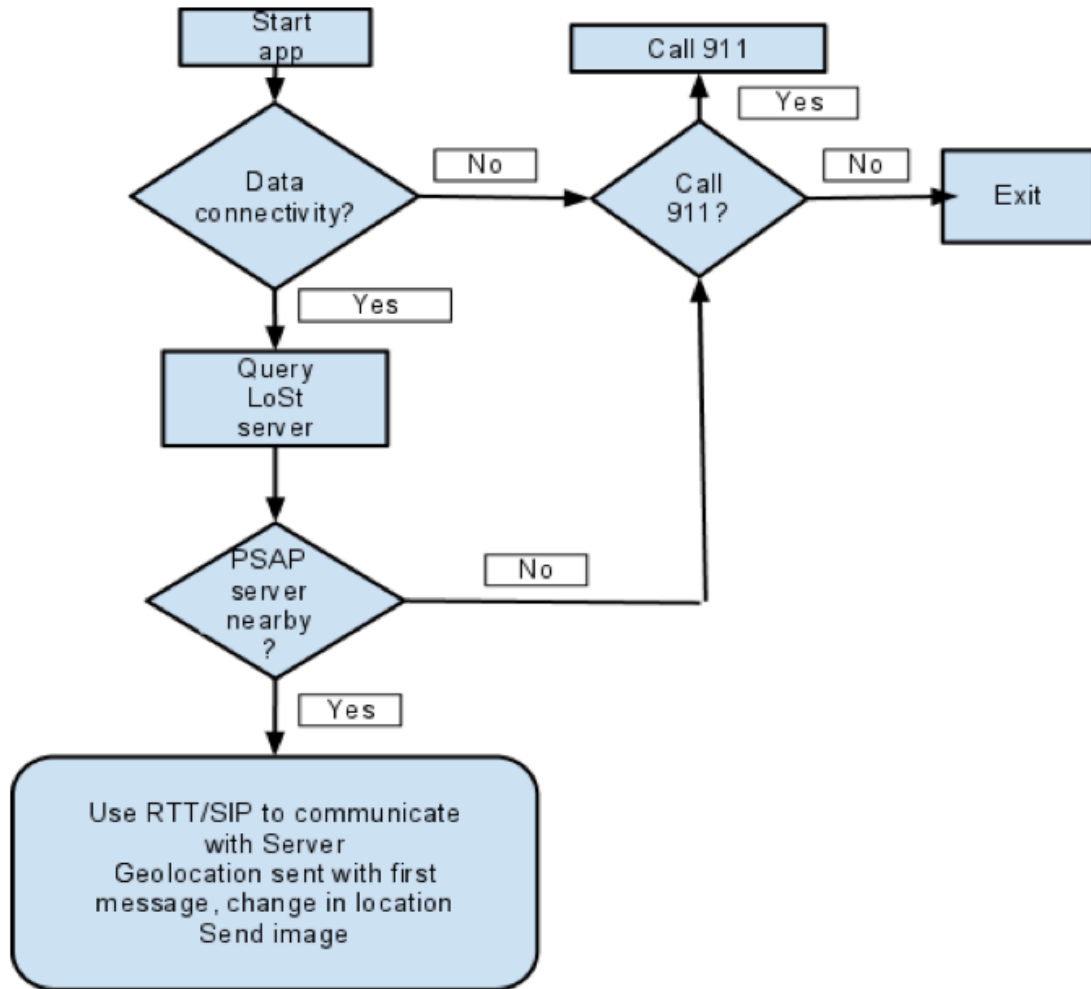 Start
app
Call 911
Yes
Data
connectivity?
No
Call
911?
No
Exit
Yes
Query
LoSt
server
PSAP
server
nearby
?
No
Yes
Use RTT/SIP to communicate
with Server
Geolocation sent with first
message, change in location
Send image